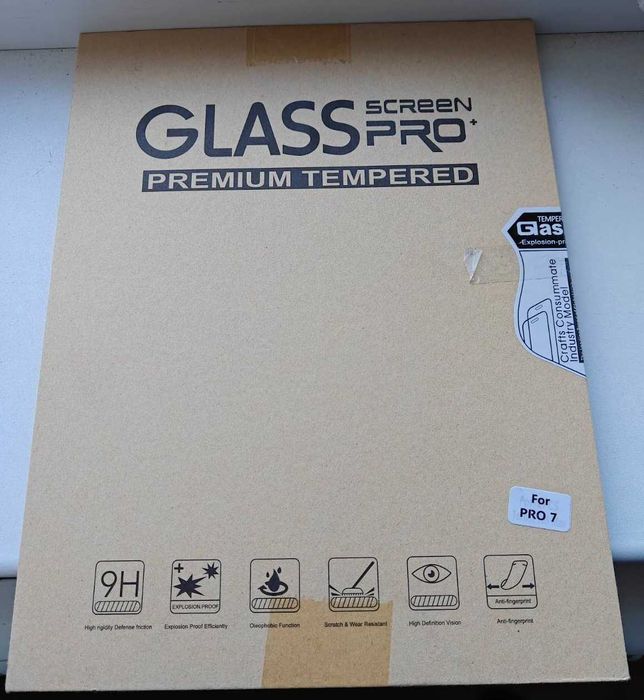 GLASS SCREEN
PRO+
PREMIUM TEMPERED
TEMPER
Glas
Explosion-pr
Crafts Consummate
Industry Model
For
PRO 7
9H
EXPLOSION PROOF
Anti-fingerprint
High rigidity Defense friction
Explosion Proof Efficiently
Oleophobic Function
Scratch & Wear Resistant
High Definition Vision
Anti-fingerprint